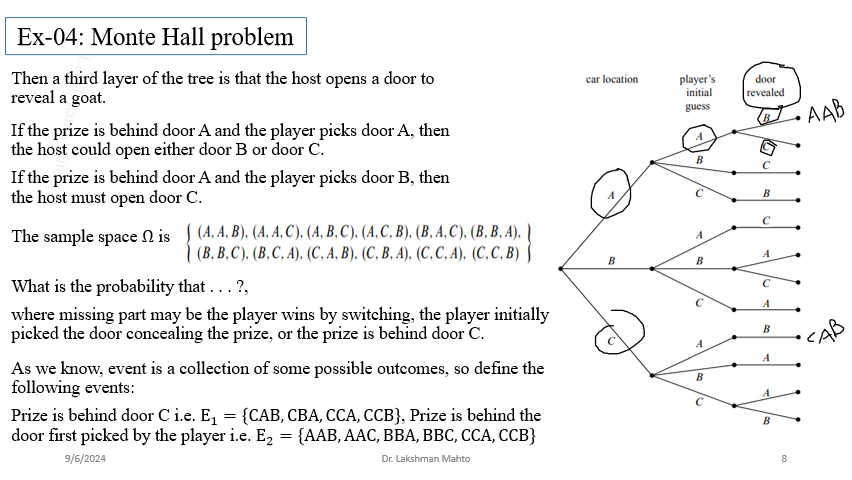 Ex-04: Monte Hall problem
Then a third layer of the tree is that the host opens a door to
reveal a goat.
If the prize is behind door A and the player picks door A, then
the host could open either door B or door C.
If the prize is behind door A and the player picks door B, then
the host must open door C.
The sample space Ω is
{ (A, A, B), (A, A, C), (A, B, C), (A, C, B), (B, A, C), (B, B, A), }
{ (B, B, C), (B, C, A), (C, A, B), (C, B, A), (C, C, A), (C, C, B) }
What is the probability that . . . ?,
where missing part may be the player wins by switching, the player initially
picked the door concealing the prize, or the prize is behind door C.
As we know, event is a collection of some possible outcomes, so define the
following events:
Prize is behind door C i.e. E₁ = {CAB, CBA, CCA, CCB}, Prize is behind the
door first picked by the player i.e. E₂ = {AAB, AAC, BBA, BBC, CCA, CCB}
car location
player's
initial
guess
door
revealed
A
B
C
A
B
C
A
B
C
A
B
C
B
C
C
B
C
A
C
A
B
A
A
B
AAB
CAB
9/6/2024
Dr. Lakshman Mahto
8